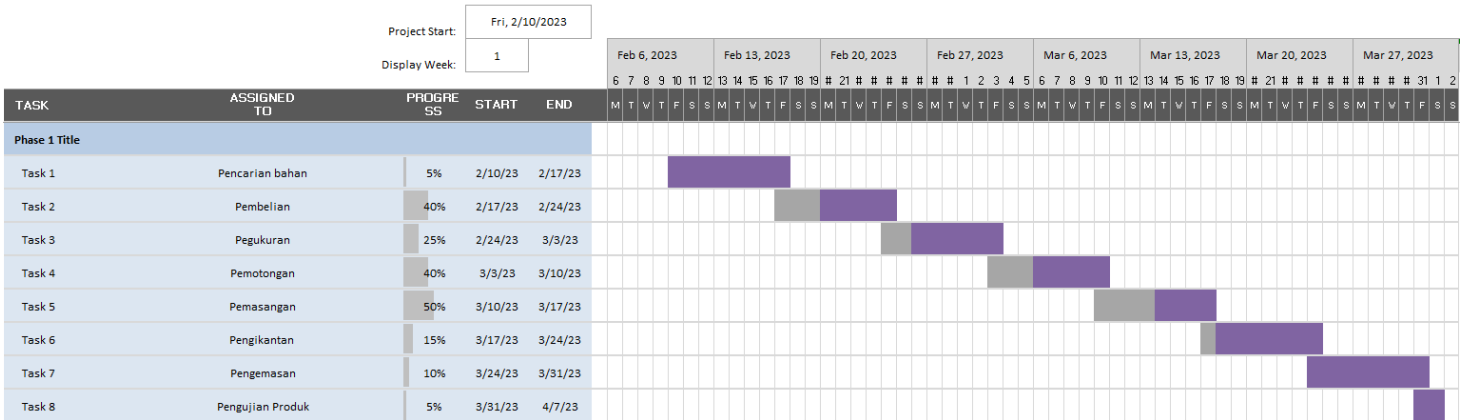 Project Start: Fri, 2/10/2023
Display Week: 1
Feb 6, 2023 Feb 13, 2023 Feb 20, 2023 Feb 27, 2023 Mar 6, 2023 Mar 13, 2023 Mar 20, 2023 Mar 27, 2023
6 7 8 9 10 11 12 13 14 15 16 17 18 19 # 21 # # # # # # # 1 2 3 4 5 6 7 8 9 10 11 12 13 14 15 16 17 18 19 # 21 # # # # # # # # # 31 1 2
TASK ASSIGNED TO PROGRESS START END M T W T F S S M T W T F S S M T W T F S S M T W T F S S M T W T F S S M T W T F S S M T W T F S S M T W T F S S
Phase 1 Title
Task 1 Pencarian bahan 5% 2/10/23 2/17/23
Task 2 Pembelian 40% 2/17/23 2/24/23
Task 3 Pegukuran 25% 2/24/23 3/3/23
Task 4 Pemotongan 40% 3/3/23 3/10/23
Task 5 Pemasangan 50% 3/10/23 3/17/23
Task 6 Pengikantan 15% 3/17/23 3/24/23
Task 7 Pengemasan 10% 3/24/23 3/31/23
Task 8 Pengujian Produk 5% 3/31/23 4/7/23